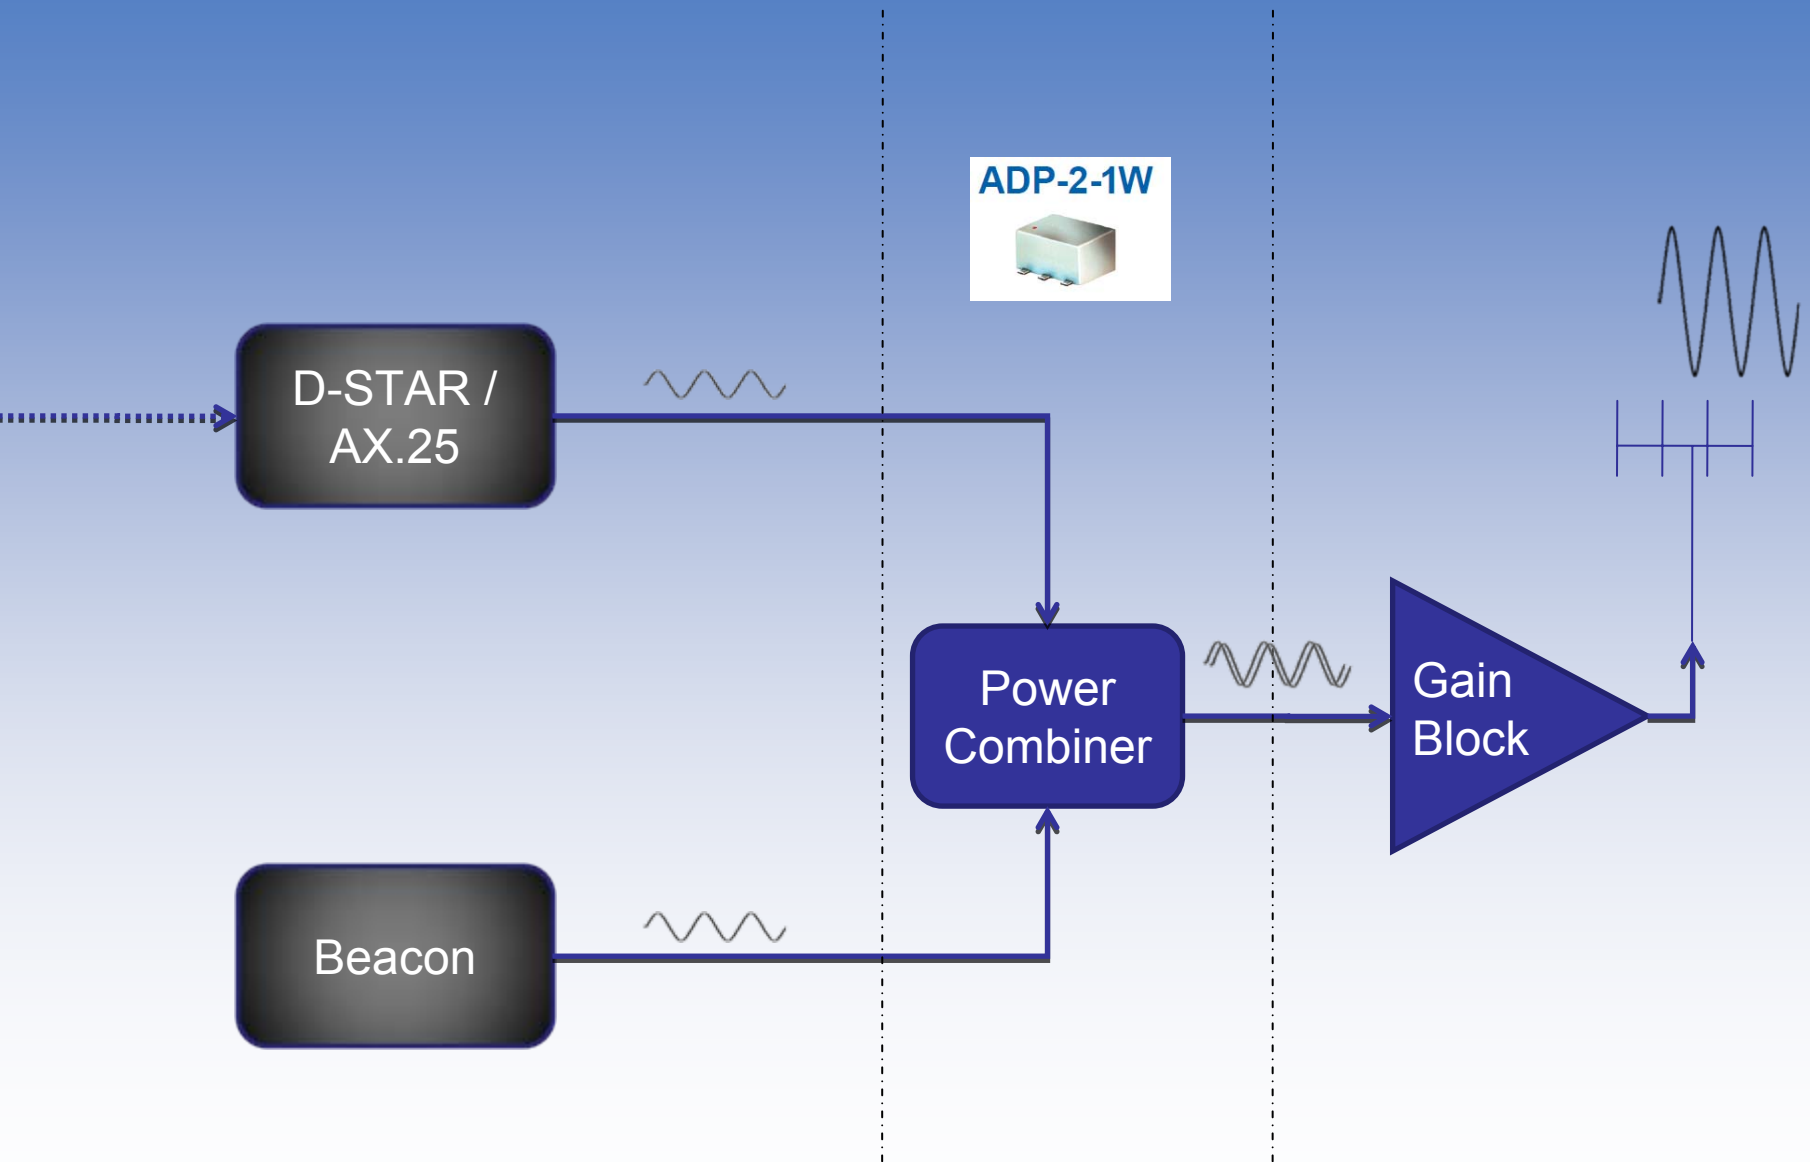 ADP-2-1W
D-STAR /
AX.25
Power
Combiner
Gain
Block
Beacon